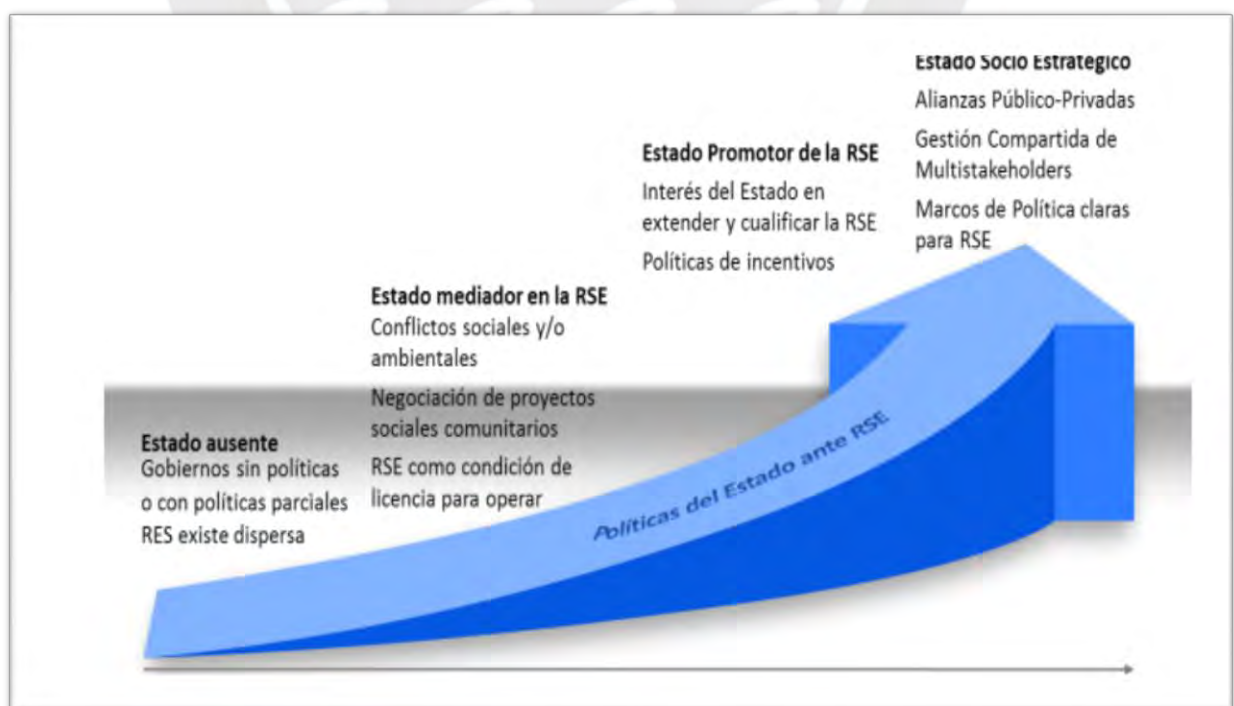 Estado Socio Estratégico
Alianzas Público-Privadas
Gestión Compartida de
Multistakeholders
Marcos de Política claras
para RSE
Estado Promotor de la RSE
Interés del Estado en
extender y cualificar la RSE
Políticas de incentivos
Estado mediador en la RSE
Conflictos sociales y/o
ambientales
Negociación de proyectos
sociales comunitarios
RSE como condición de
licencia para operar
Estado ausente
Gobiernos sin políticas
o con políticas parciales
RES existe dispersa
Políticas del Estado ante RSE